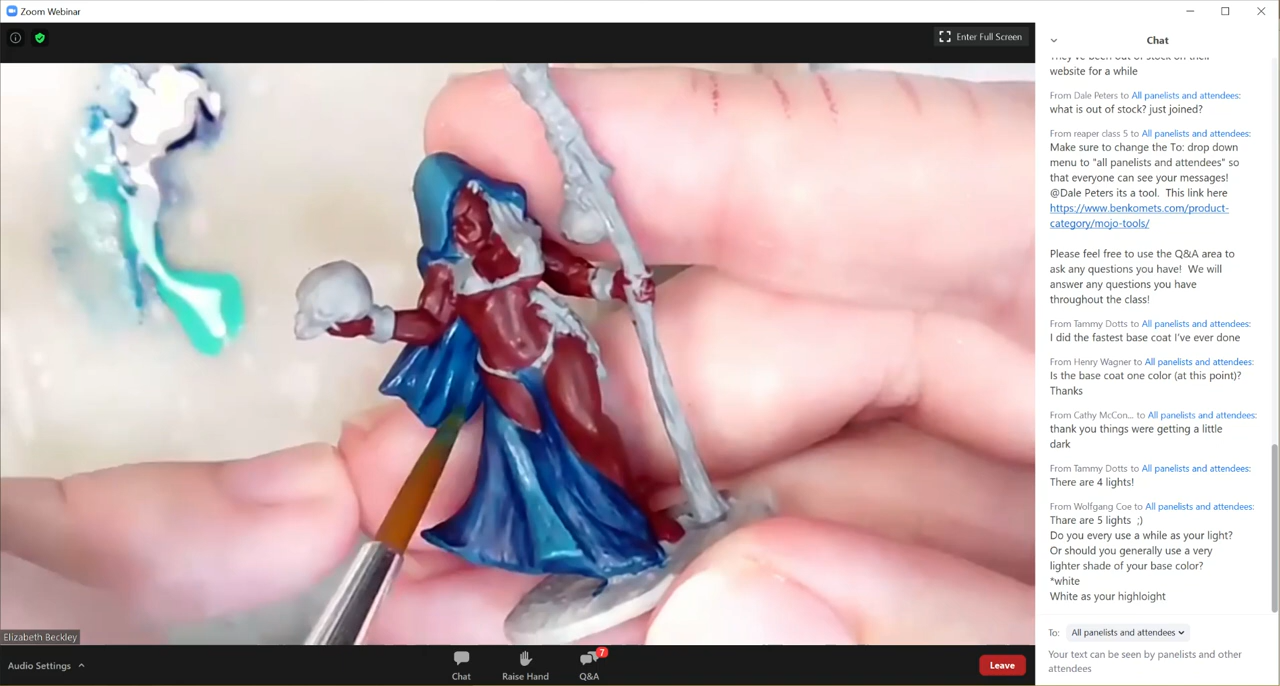 Zoom Webinar
Enter Full Screen
Elizabeth Beckley
Audio Settings
Chat
Raise Hand
7
Q&A
Leave
Chat
They've been out of stock on their
website for a while
From Dale Peters to All panelists and attendees:
what is out of stock? just joined?
From reaper class 5 to All panelists and attendees:
Make sure to change the To: drop down
menu to "all panelists and attendees" so
that everyone can see your messages!
@Dale Peters its a tool. This link here
https://www.benkomets.com/product-
category/mojo-tools/
Please feel free to use the Q&A area to
ask any questions you have! We will
answer any questions you have
throughout the class!
From Tammy Dotts to All panelists and attendees:
I did the fastest base coat I've ever done
From Henry Wagner to All panelists and attendees:
Is the base coat one color (at this point)?
Thanks
From Cathy McCon... to All panelists and attendees:
thank you things were getting a little
dark
From Tammy Dotts to All panelists and attendees:
There are 4 lights!
From Wolfgang Coe to All panelists and attendees:
Thare are 5 lights ;)
Do you every use a while as your light?
Or should you generally use a very
lighter shade of your base color?
*white
White as your highloight
To: All panelists and attendees
Your text can be seen by panelists and other
attendees